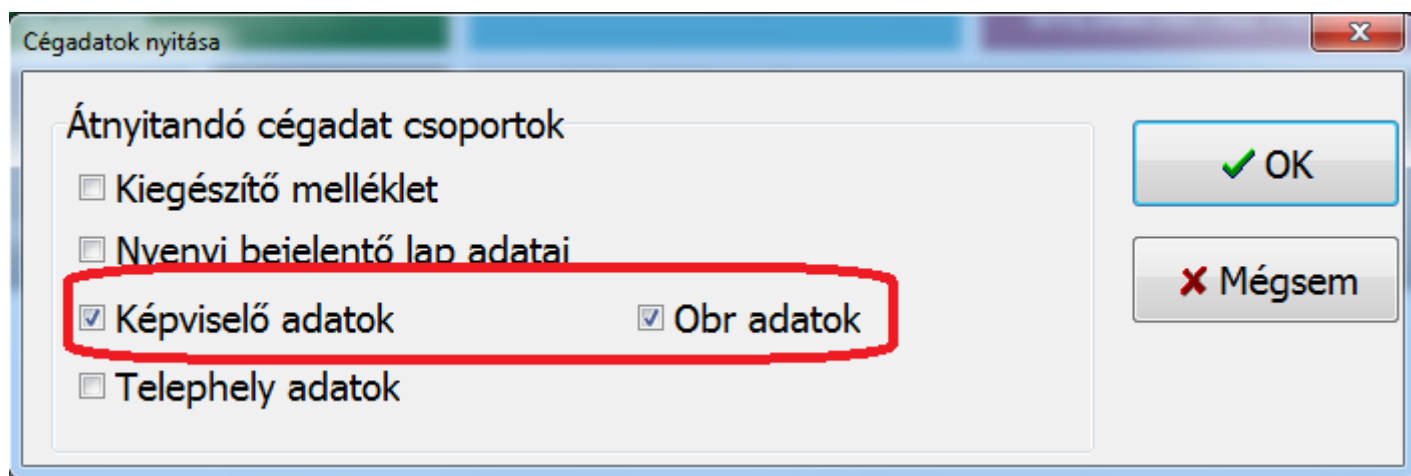 Cégadatok nyitása
Átnyitandó cégadat csoportok
Kiegészítő melléklet
Nyenyi bejelentő lap adatai
Képviselő adatok
Obr adatok
Telephely adatok
OK
Mégsem